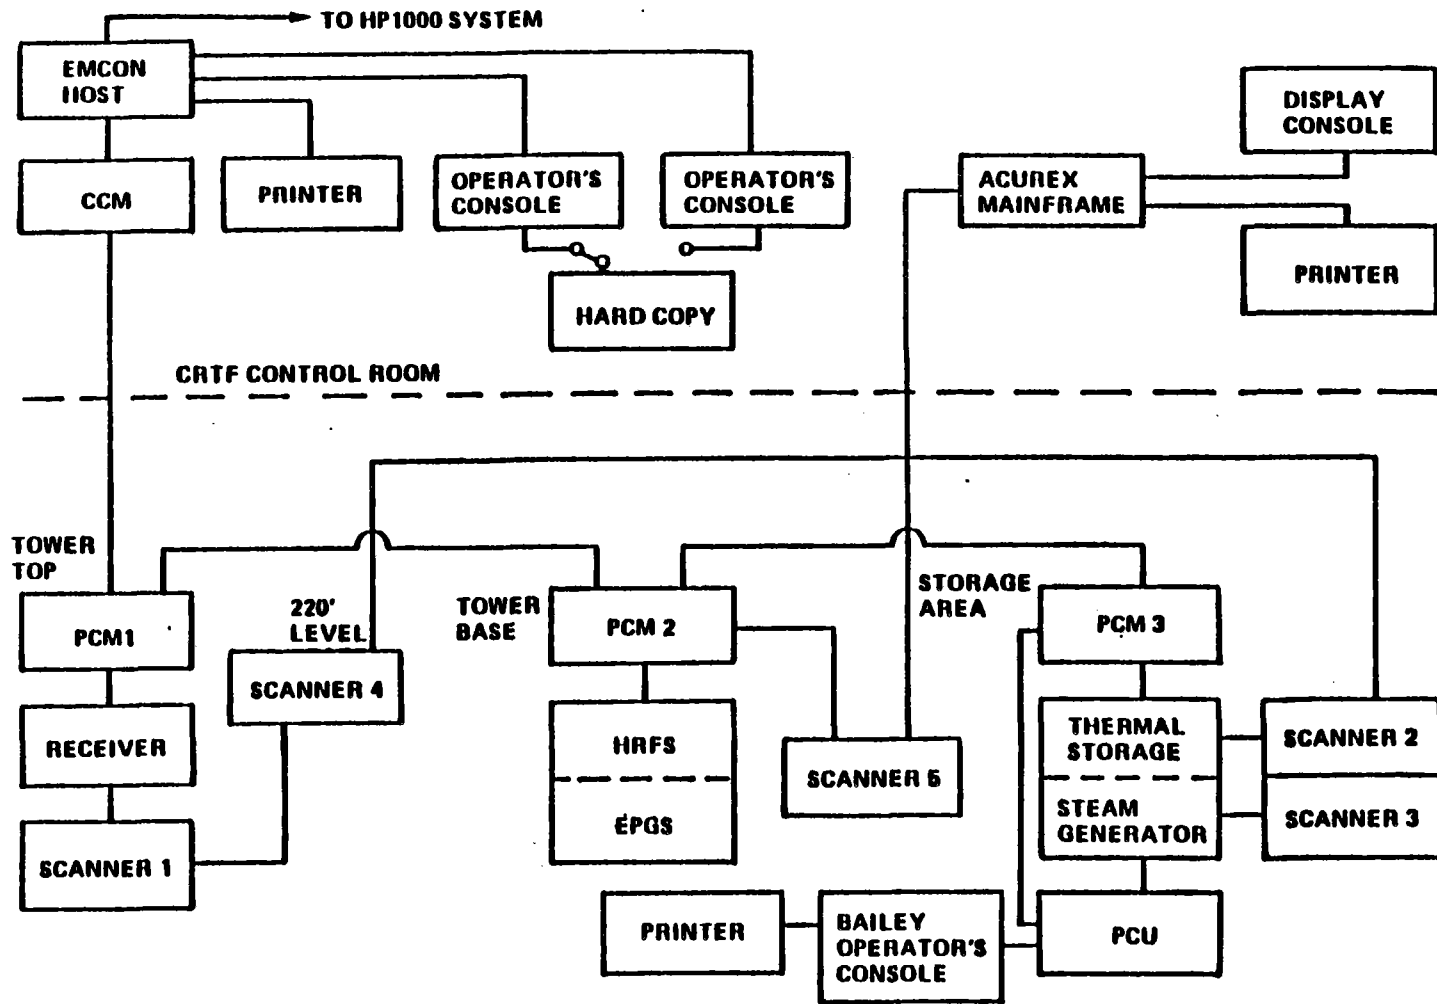 TO HP1000 SYSTEM
EMCON
HOST
DISPLAY
CONSOLE
CCM
PRINTER
OPERATOR'S
CONSOLE
OPERATOR'S
CONSOLE
ACUREX
MAINFRAME
PRINTER
HARD COPY
CRTF CONTROL ROOM
TOWER
TOP
PCM1
220'
LEVEL
SCANNER 4
TOWER
BASE
PCM 2
STORAGE
AREA
PCM 3
RECEIVER
HRFS
EPGS
SCANNER 5
THERMAL
STORAGE
STEAM
GENERATOR
SCANNER 2
SCANNER 3
SCANNER 1
PRINTER
BAILEY
OPERATOR'S
CONSOLE
PCU